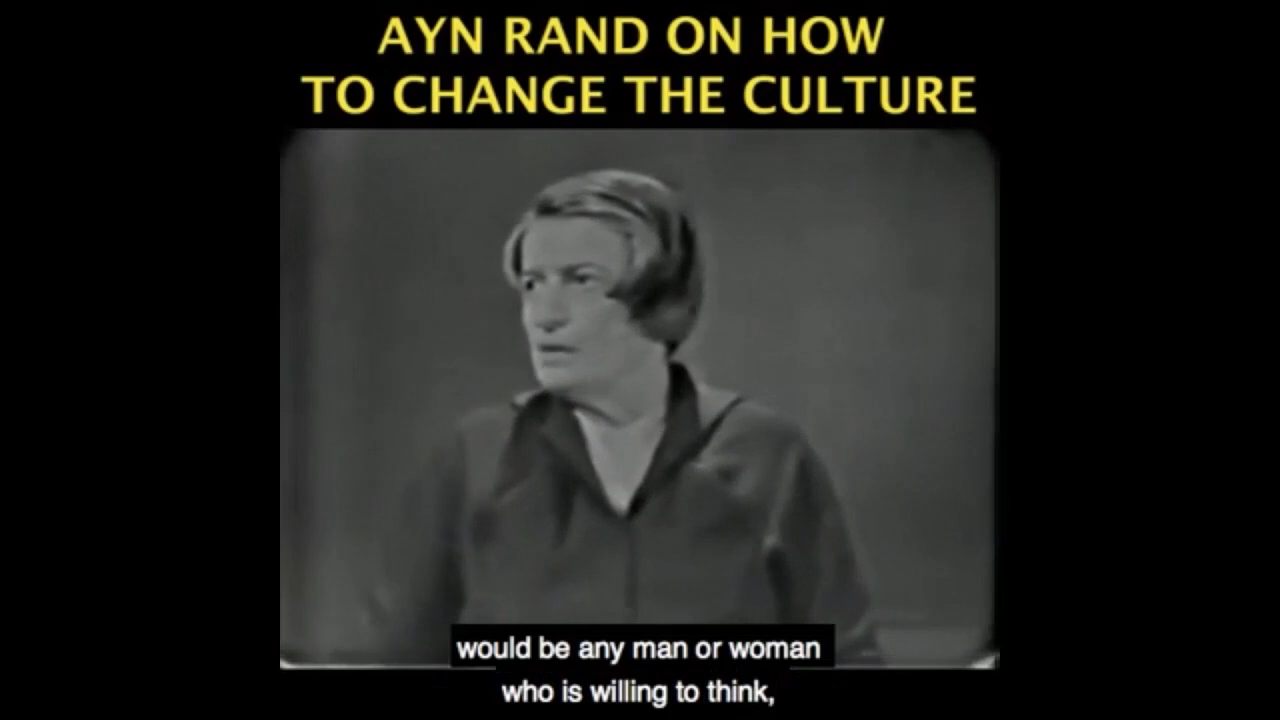 AYN RAND ON HOW
TO CHANGE THE CULTURE
would be any man or woman
who is willing to think,